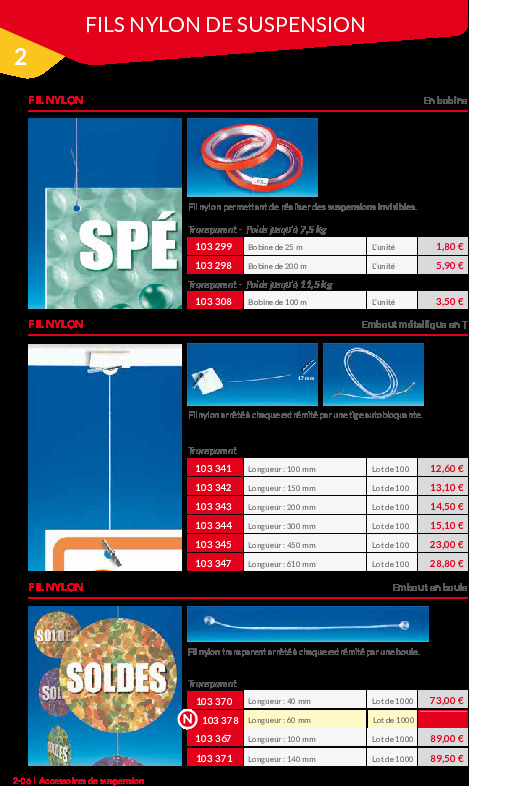 FILS NYLON DE SUSPENSION
2
FIL NYLON En bobine
SPÉ
Fil nylon permettant de réaliser des suspensions invisibles.
Transparent - Poids jusqu'à 7,5 kg
103 299 Bobine de 25 m L'unité 1,80 €
103 298 Bobine de 200 m L'unité 5,90 €
Transparent - Poids jusqu'à 11,5 kg
103 308 Bobine de 100 m L'unité 3,50 €
FIL NYLON Embout métallique en T
17 mm
Fil nylon arrêté à chaque extrémité par une tige autobloquante.
Transparent
103 341 Longueur : 100 mm Lot de 100 12,60 €
103 342 Longueur : 150 mm Lot de 100 13,10 €
103 343 Longueur : 200 mm Lot de 100 14,50 €
103 344 Longueur : 300 mm Lot de 100 15,10 €
103 345 Longueur : 450 mm Lot de 100 23,00 €
103 347 Longueur : 610 mm Lot de 100 28,80 €
FIL NYLON Embout en boule
SOLDES
SOLDES
SOL
SOLDES
Fil nylon transparent arrêté à chaque extrémité par une boule.
Transparent
103 370 Longueur : 40 mm Lot de 1000 73,00 €
N 103 378 Longueur : 60 mm Lot de 1000
103 367 Longueur : 100 mm Lot de 1000 89,00 €
103 371 Longueur : 140 mm Lot de 1000 89,50 €
2-06 I Accessoires de suspension